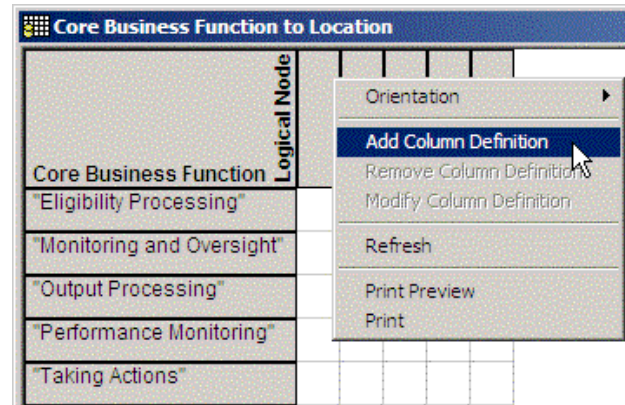 Core Business Function to Location
Logical Node
Core Business Function
"Eligibility Processing"
"Monitoring and Oversight"
"Output Processing"
"Performance Monitoring"
"Taking Actions"
Orientation
Add Column Definition
Remove Column Definition
Modify Column Definition
Refresh
Print Preview
Print